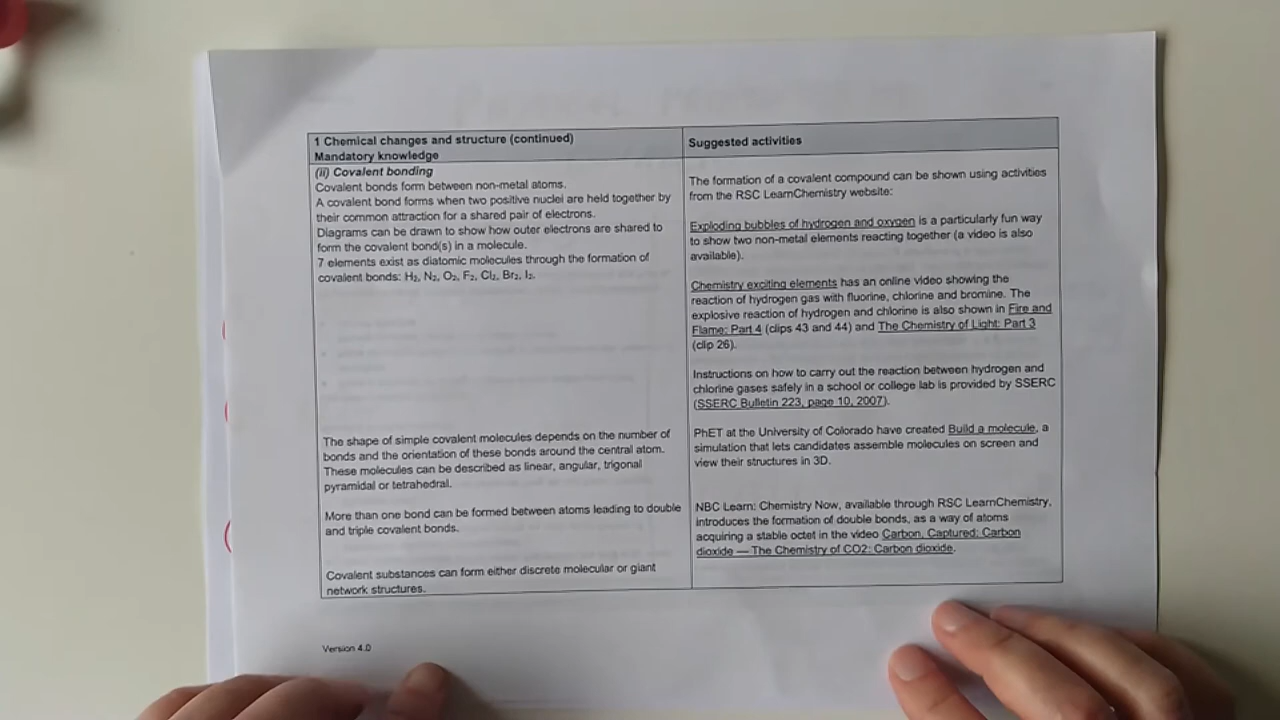 1 Chemical changes and structure (continued)
Mandatory knowledge
Suggested activities
(ii) Covalent bonding
Covalent bonds form between non-metal atoms.
A covalent bond forms when two positive nuclei are held together by
their common attraction for a shared pair of electrons.
Diagrams can be drawn to show how outer electrons are shared to
form the covalent bond(s) in a molecule.
7 elements exist as diatomic molecules through the formation of
covalent bonds: H₂, N₂, O₂, F₂, Cl₂, Br₂, I₂.
The shape of simple covalent molecules depends on the number of
bonds and the orientation of these bonds around the central atom.
These molecules can be described as linear, angular, trigonal
pyramidal or tetrahedral.
More than one bond can be formed between atoms leading to double
and triple covalent bonds.
Covalent substances can form either discrete molecular or giant
network structures.
The formation of a covalent compound can be shown using activities
from the RSC LearnChemistry website:
Exploding bubbles of hydrogen and oxygen is a particularly fun way
to show two non-metal elements reacting together (a video is also
available).
Chemistry exciting elements has an online video showing the
reaction of hydrogen gas with fluorine, chlorine and bromine. The
explosive reaction of hydrogen and chlorine is also shown in Fire and
Flame: Part 4 (clips 43 and 44) and The Chemistry of Light: Part 3
(clip 26).
Instructions on how to carry out the reaction between hydrogen and
chlorine gases safely in a school or college lab is provided by SSERC
(SSERC Bulletin 223, page 10, 2007).
PhET at the University of Colorado have created Build a molecule, a
simulation that lets candidates assemble molecules on screen and
view their structures in 3D.
NBC Learn: Chemistry Now, available through RSC LearnChemistry,
introduces the formation of double bonds, as a way of atoms
acquiring a stable octet in the video Carbon, Captured: Carbon
dioxide — The Chemistry of CO2: Carbon dioxide.
Version 4.0